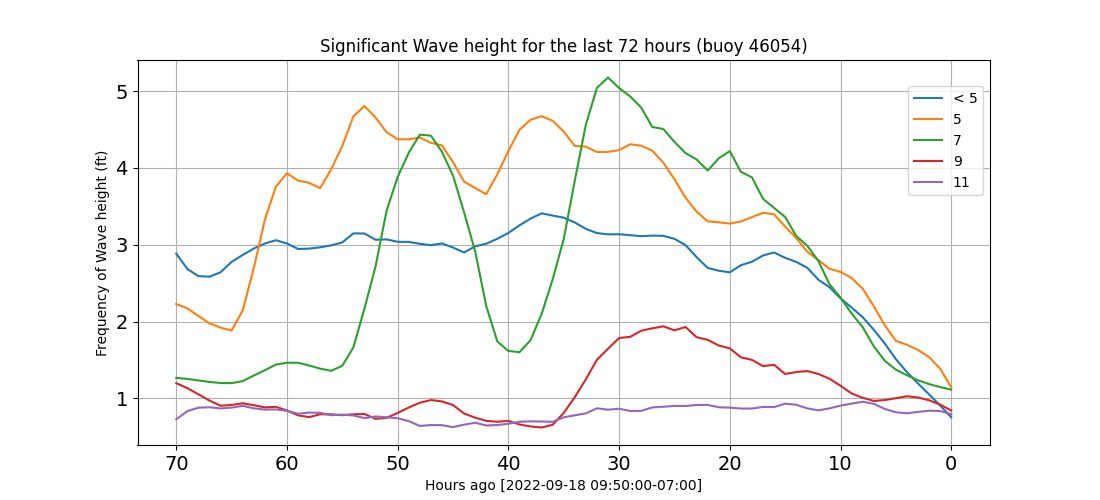 Significant Wave height for the last 72 hours (buoy 46054)
Frequency of Wave height (ft)
5
4
3
2
1
< 5
5
7
9
11
70 60 50 40 30 20 10 0
Hours ago [2022-09-18 09:50:00-07:00]